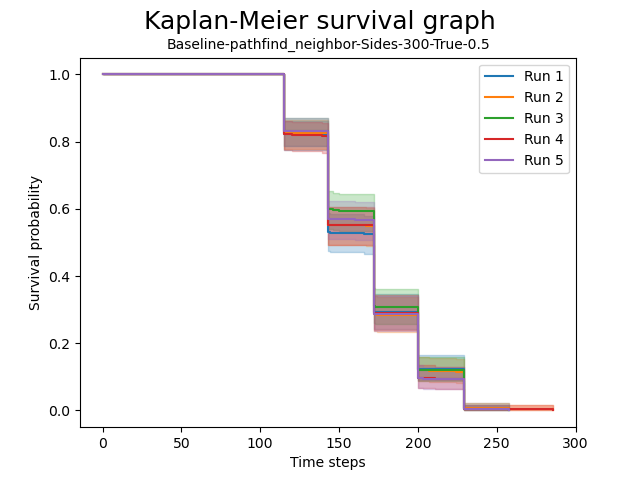 Kaplan-Meier survival graph
Baseline-pathfind_neighbor-Sides-300-True-0.5
Survival probability
1.0
0.8
0.6
0.4
0.2
0.0
Run 1
Run 2
Run 3
Run 4
Run 5
0 50 100 150 200 250 300
Time steps